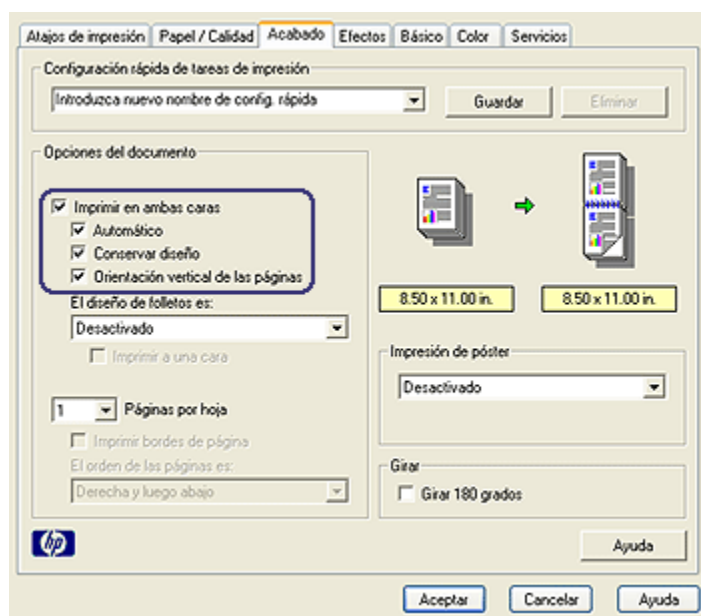 Atajos de impresión Papel / Calidad Acabado Efectos Básico Color Servicios
Configuración rápida de tareas de impresión
Introduzca nuevo nombre de config. rápida Guardar Eliminar
Opciones del documento
Imprimir en ambas caras
Automático
Conservar diseño
Orientación vertical de las páginas
El diseño de folletos es:
Desactivado
Imprimir a una cara
1 Páginas por hoja
Imprimir bordes de página
El orden de las páginas es:
Derecha y luego abajo
8.50 x 11.00 in. 8.50 x 11.00 in.
Impresión de póster
Desactivado
Girar
Girar 180 grados
hp
Ayuda
Aceptar Cancelar Ayuda